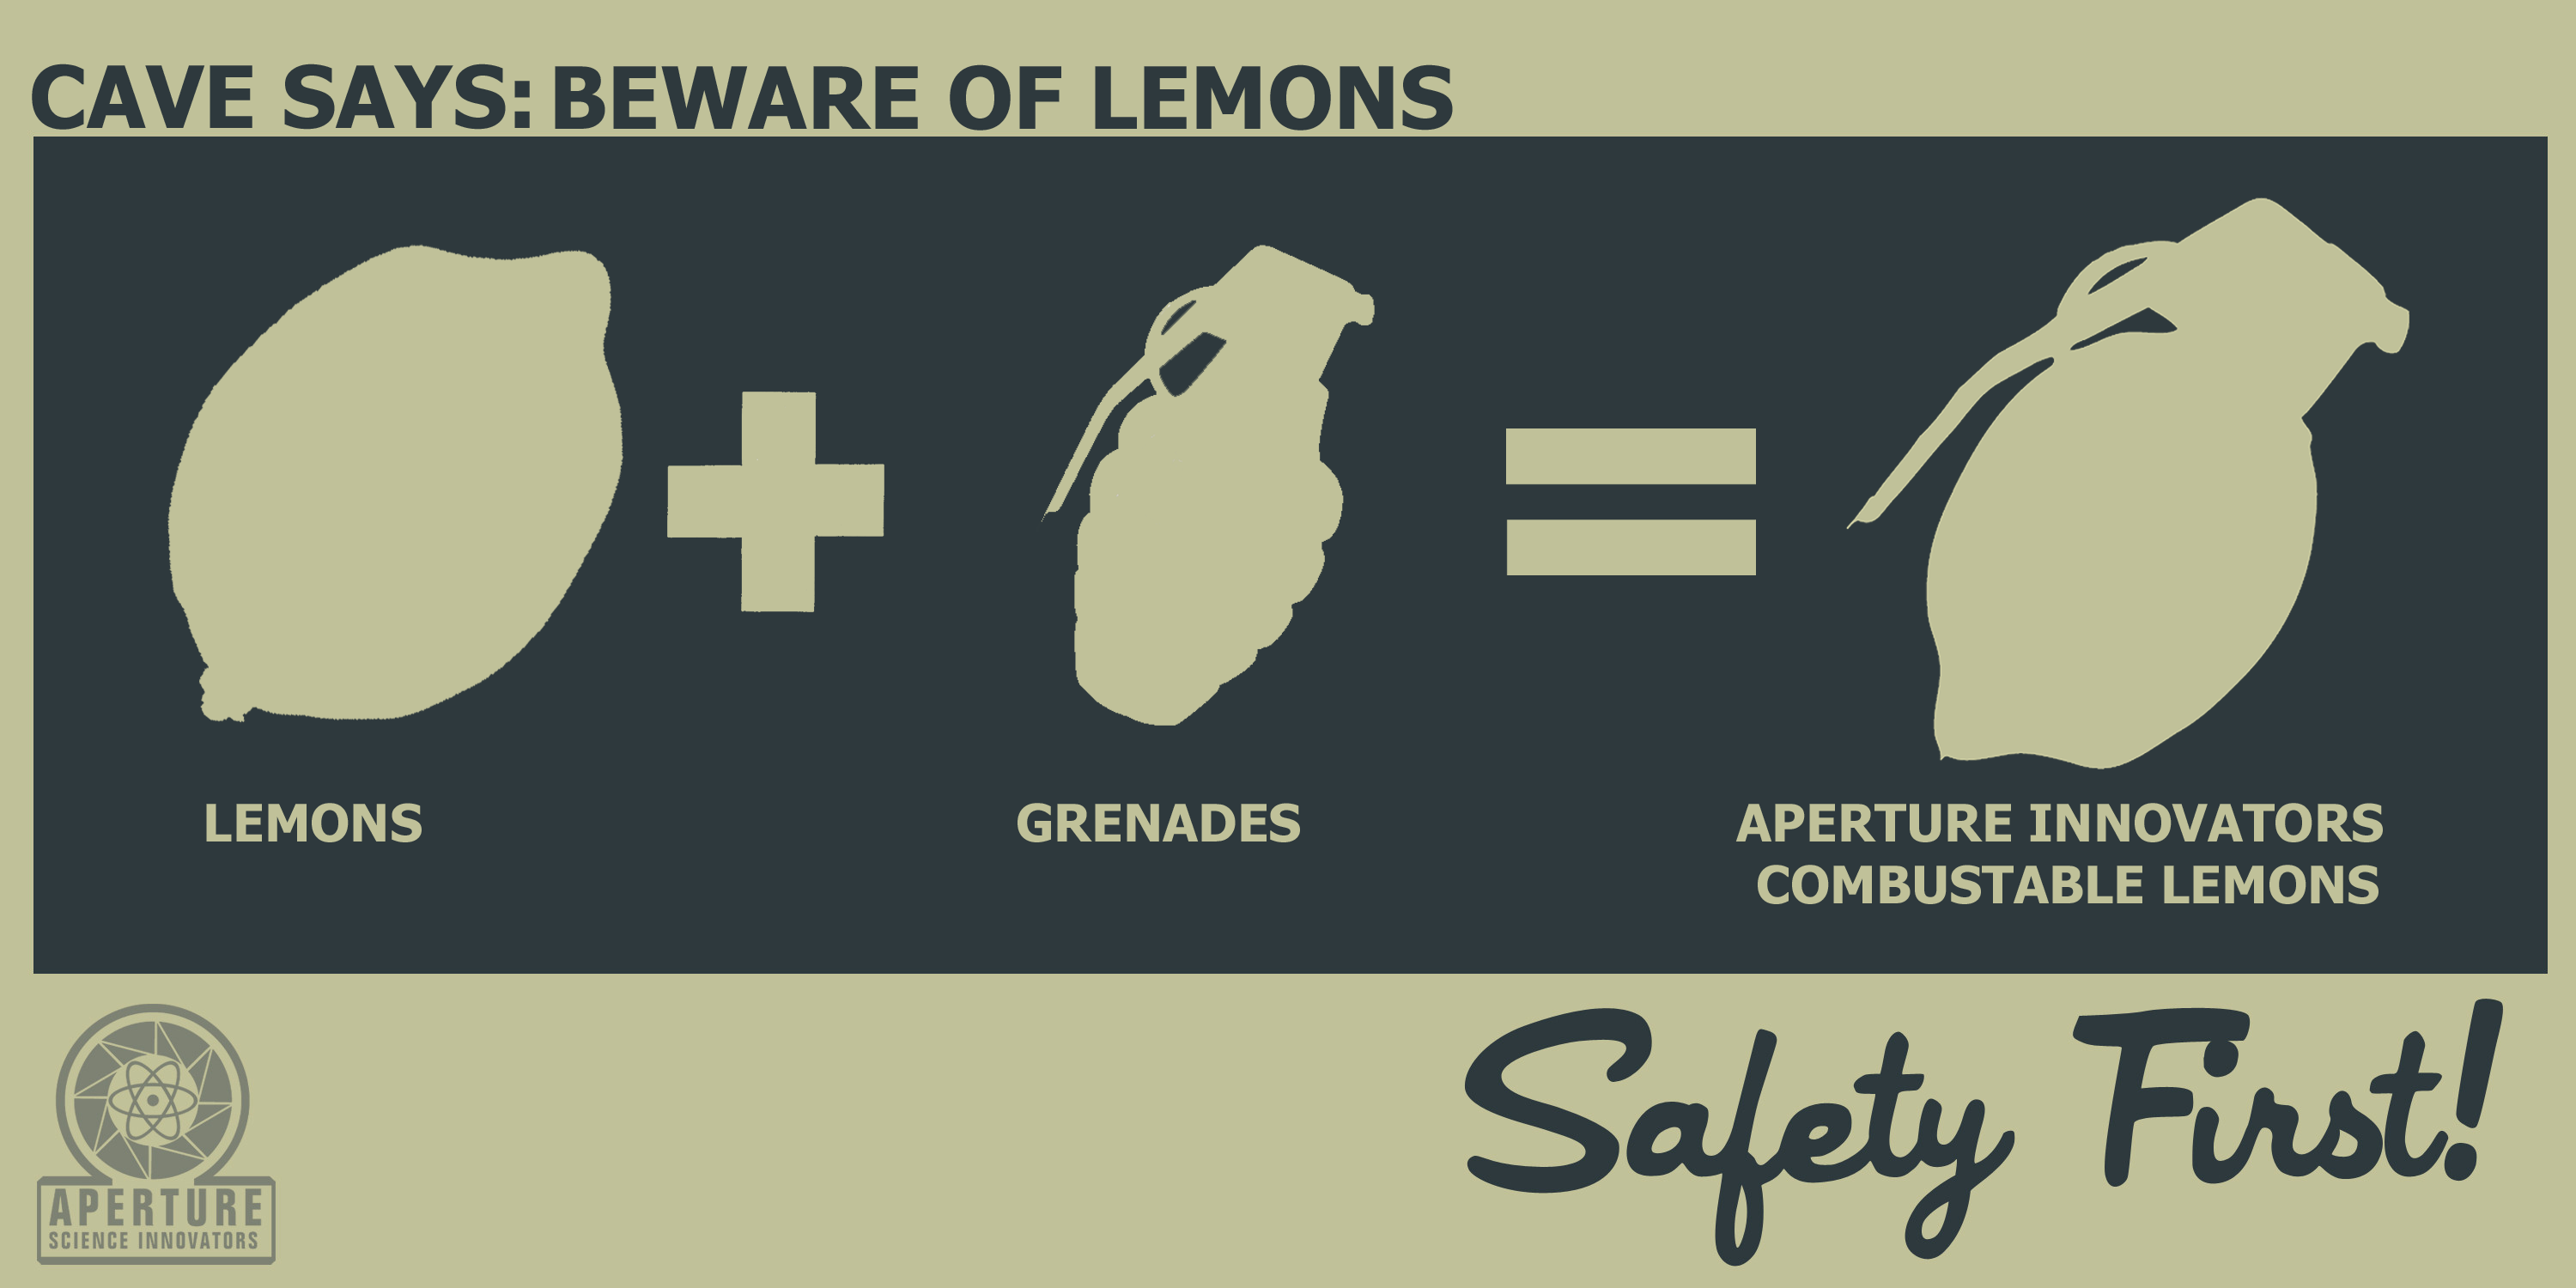 CAVE SAYS: BEWARE OF LEMONS
LEMONS
GRENADES
APERTURE INNOVATORS
COMBUSTABLE LEMONS
APERTURE
SCIENCE INNOVATORS
Safety First!